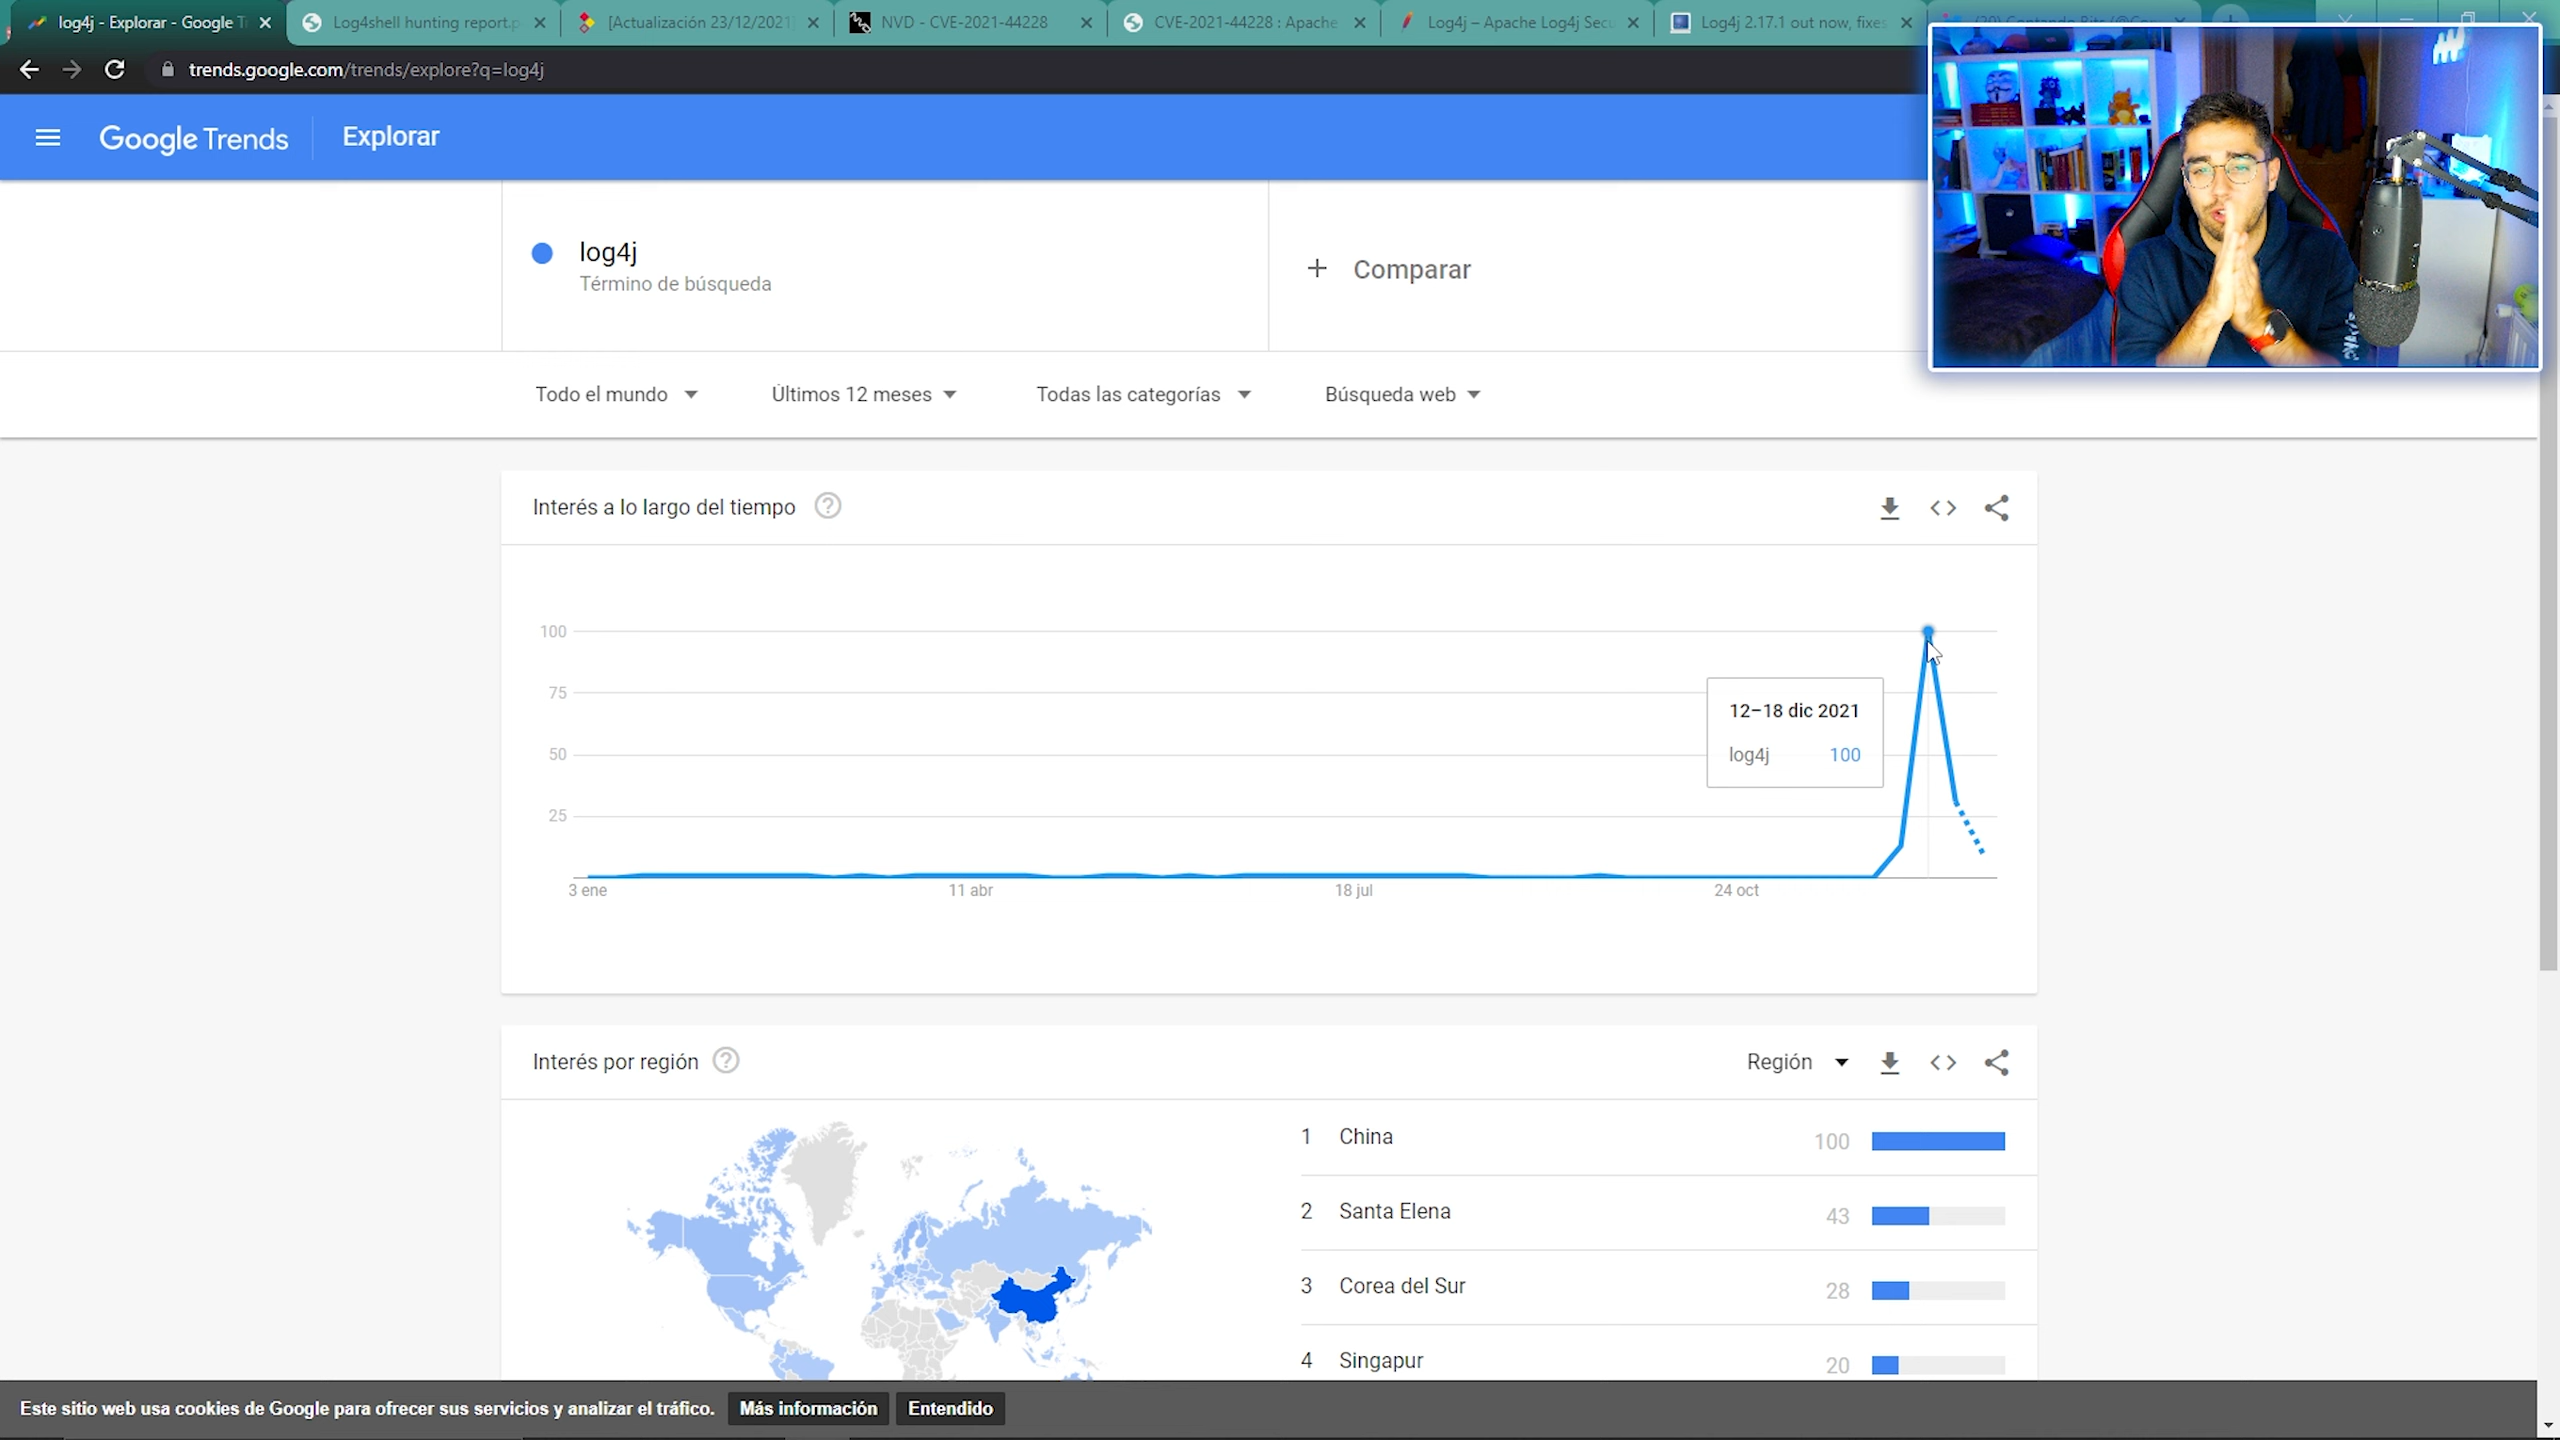 log4j - Explorar - Google T
Log4shell hunting report.p
[Actualización 23/12/2021]
NVD - CVE-2021-44228
CVE-2021-44228 : Apache
Log4j – Apache Log4j Secu
Log4j 2.17.1 out now, fixes
trends.google.com/trends/explore?q=log4j
Google Trends
Explorar
log4j
Término de búsqueda
+ Comparar
Todo el mundo
Últimos 12 meses
Todas las categorías
Búsqueda web
Interés a lo largo del tiempo
100
75
50
25
3 ene
11 abr
18 jul
24 oct
12–18 dic 2021
log4j 100
Interés por región
Región
1 China 100
2 Santa Elena 43
3 Corea del Sur 28
4 Singapur 20
Este sitio web usa cookies de Google para ofrecer sus servicios y analizar el tráfico.
Más información
Entendido